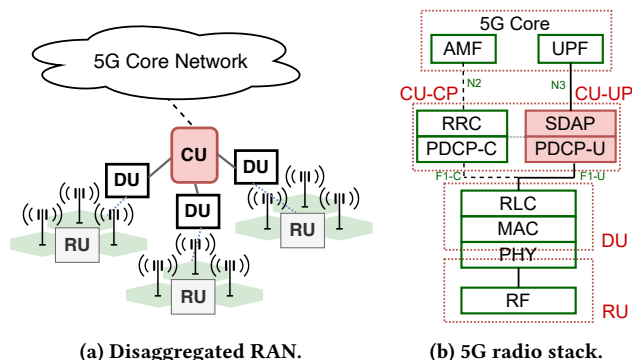 5G Core Network
CU
DU
DU
DU
RU
RU
RU
(a) Disaggregated RAN.
5G Core
AMF
UPF
N2
N3
CU-CP
CU-UP
RRC
SDAP
PDCP-C
PDCP-U
F1-C
F1-U
RLC
MAC
DU
PHY
RF
RU
(b) 5G radio stack.